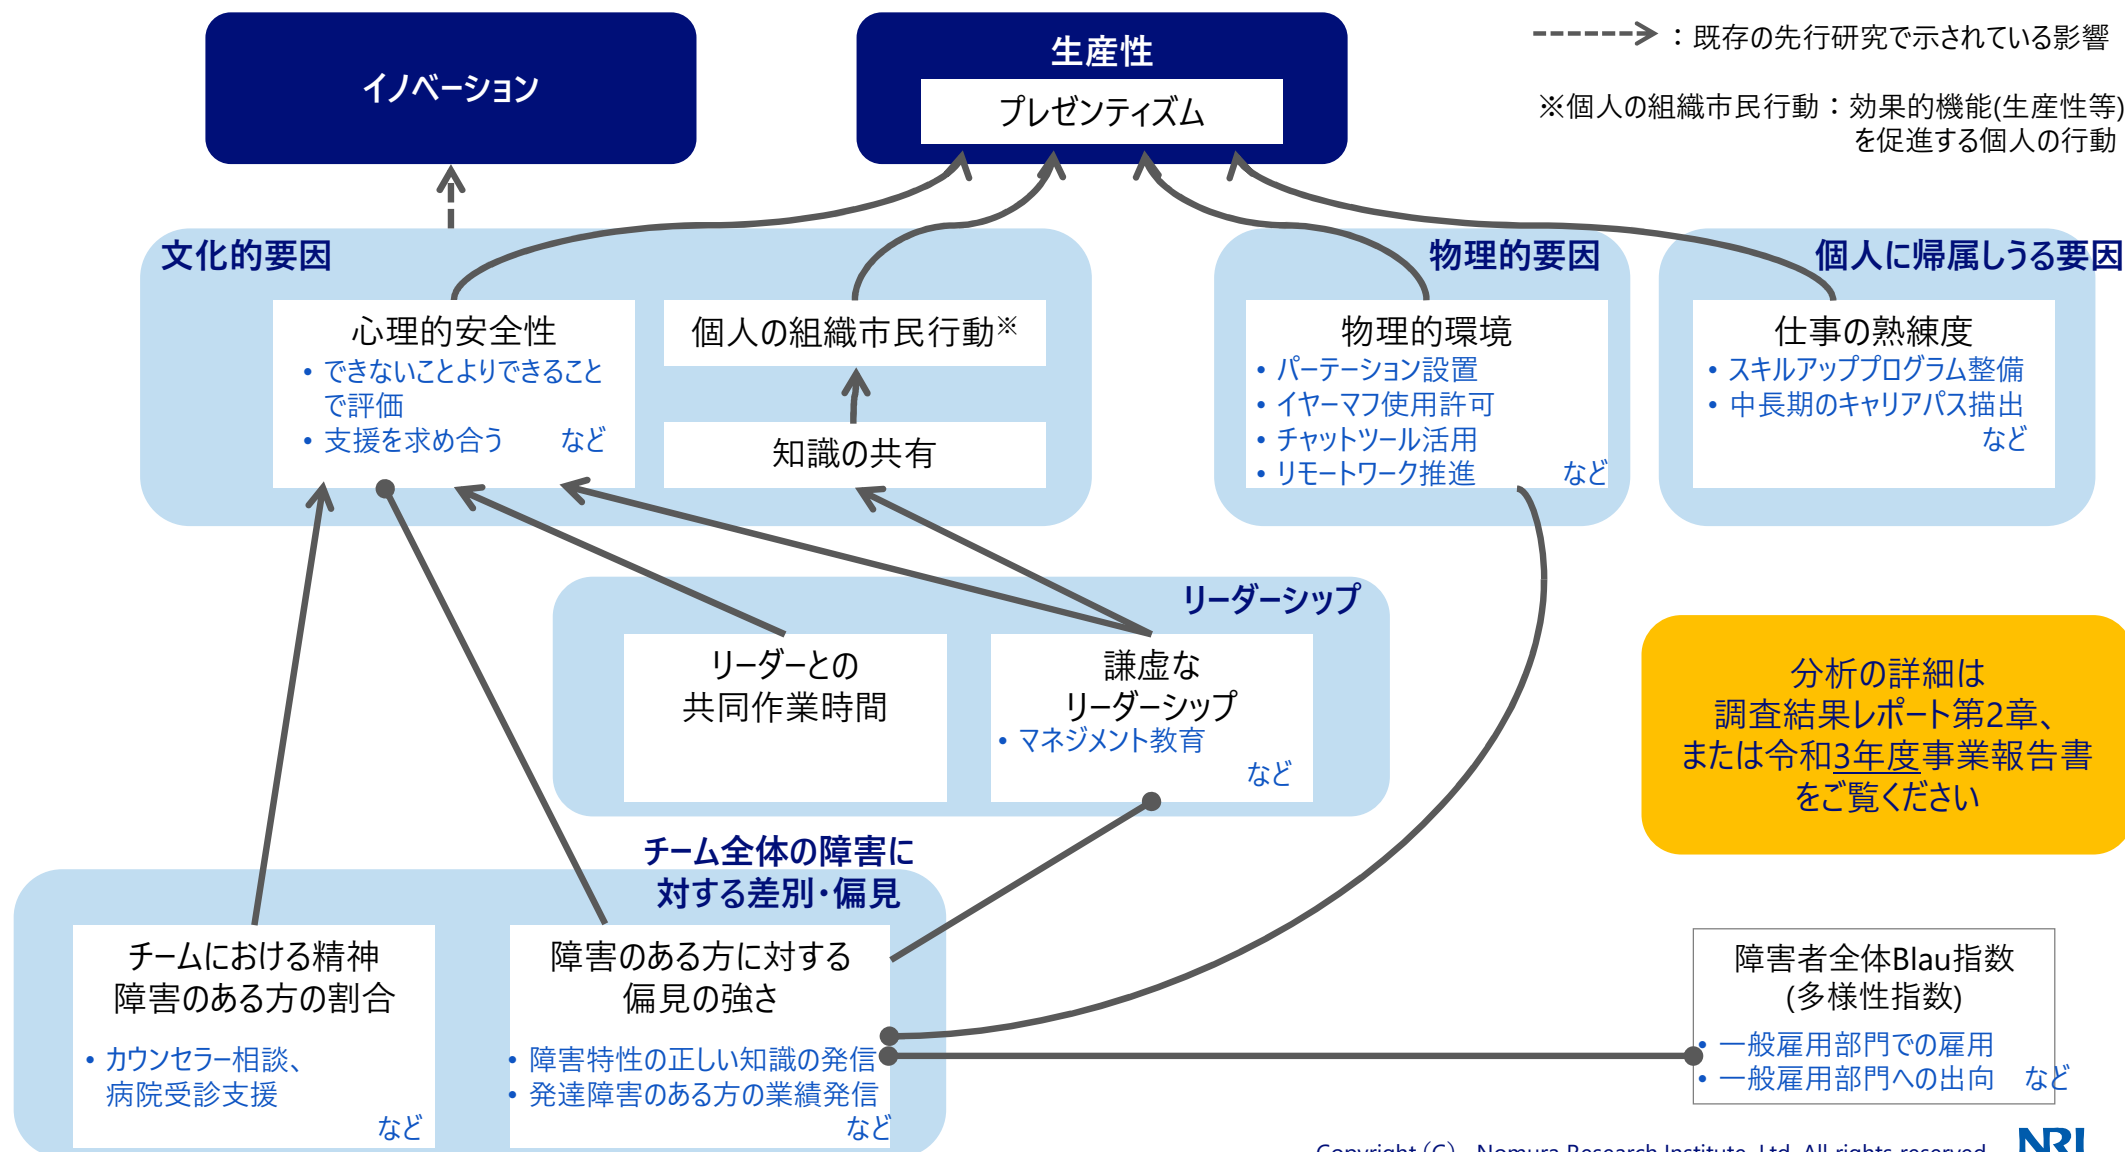 イノベーション
生産性
プレゼンティズム
：既存の先行研究で示されている影響
※個人の組織市民行動：効果的機能(生産性等)
を促進する個人の行動
文化的要因
心理的安全性
• できないことよりできること
で評価
• 支援を求め合う　　など
個人の組織市民行動※
知識の共有
物理的要因
物理的環境
• パーテーション設置
• イヤーマフ使用許可
• チャットツール活用
• リモートワーク推進　　　など
個人に帰属しうる要因
仕事の熟練度
• スキルアッププログラム整備
• 中長期のキャリアパス描出
など
リーダーシップ
リーダーとの
共同作業時間
謙虚な
リーダーシップ
• マネジメント教育
など
分析の詳細は
調査結果レポート第2章、
または令和3年度事業報告書
をご覧ください
チーム全体の障害に
対する差別・偏見
チームにおける精神
障害のある方の割合
• カウンセラー相談、
病院受診支援
など
障害のある方に対する
偏見の強さ
• 障害特性の正しい知識の発信
• 発達障害のある方の業績発信
など
障害者全体Blau指数
(多様性指数)
• 一般雇用部門での雇用
• 一般雇用部門への出向　など
Copyright（C） Nomura Research Institute, Ltd. All rights reserved.
NRI